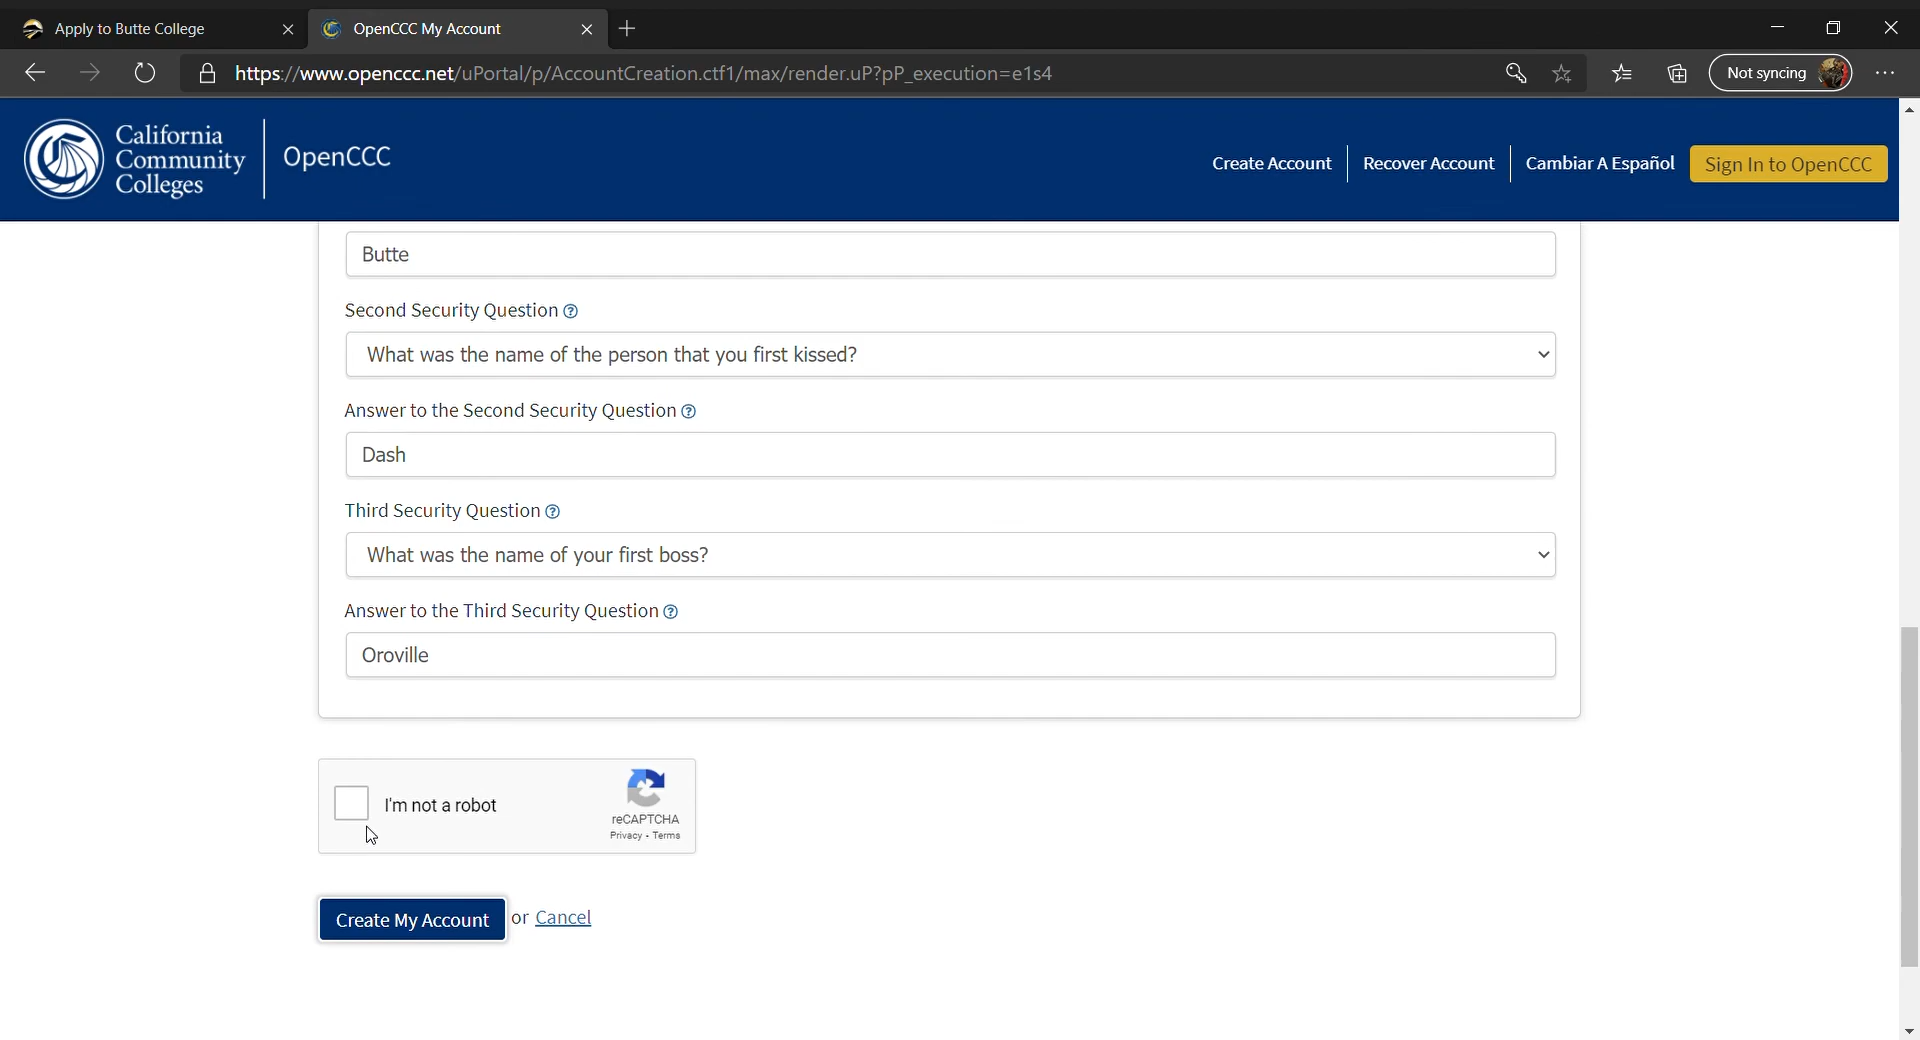 Apply to Butte College
OpenCCC My Account
https://www.openccc.net/uPortal/p/AccountCreation.ctf1/max/render.uP?pP_execution=e1s4
Not syncing
California
Community
Colleges
OpenCCC
Create Account
Recover Account
Cambiar A Español
Sign In to OpenCCC
Butte
Second Security Question ?
What was the name of the person that you first kissed?
Answer to the Second Security Question ?
Dash
Third Security Question ?
What was the name of your first boss?
Answer to the Third Security Question ?
Oroville
I'm not a robot
reCAPTCHA
Privacy - Terms
Create My Account or Cancel